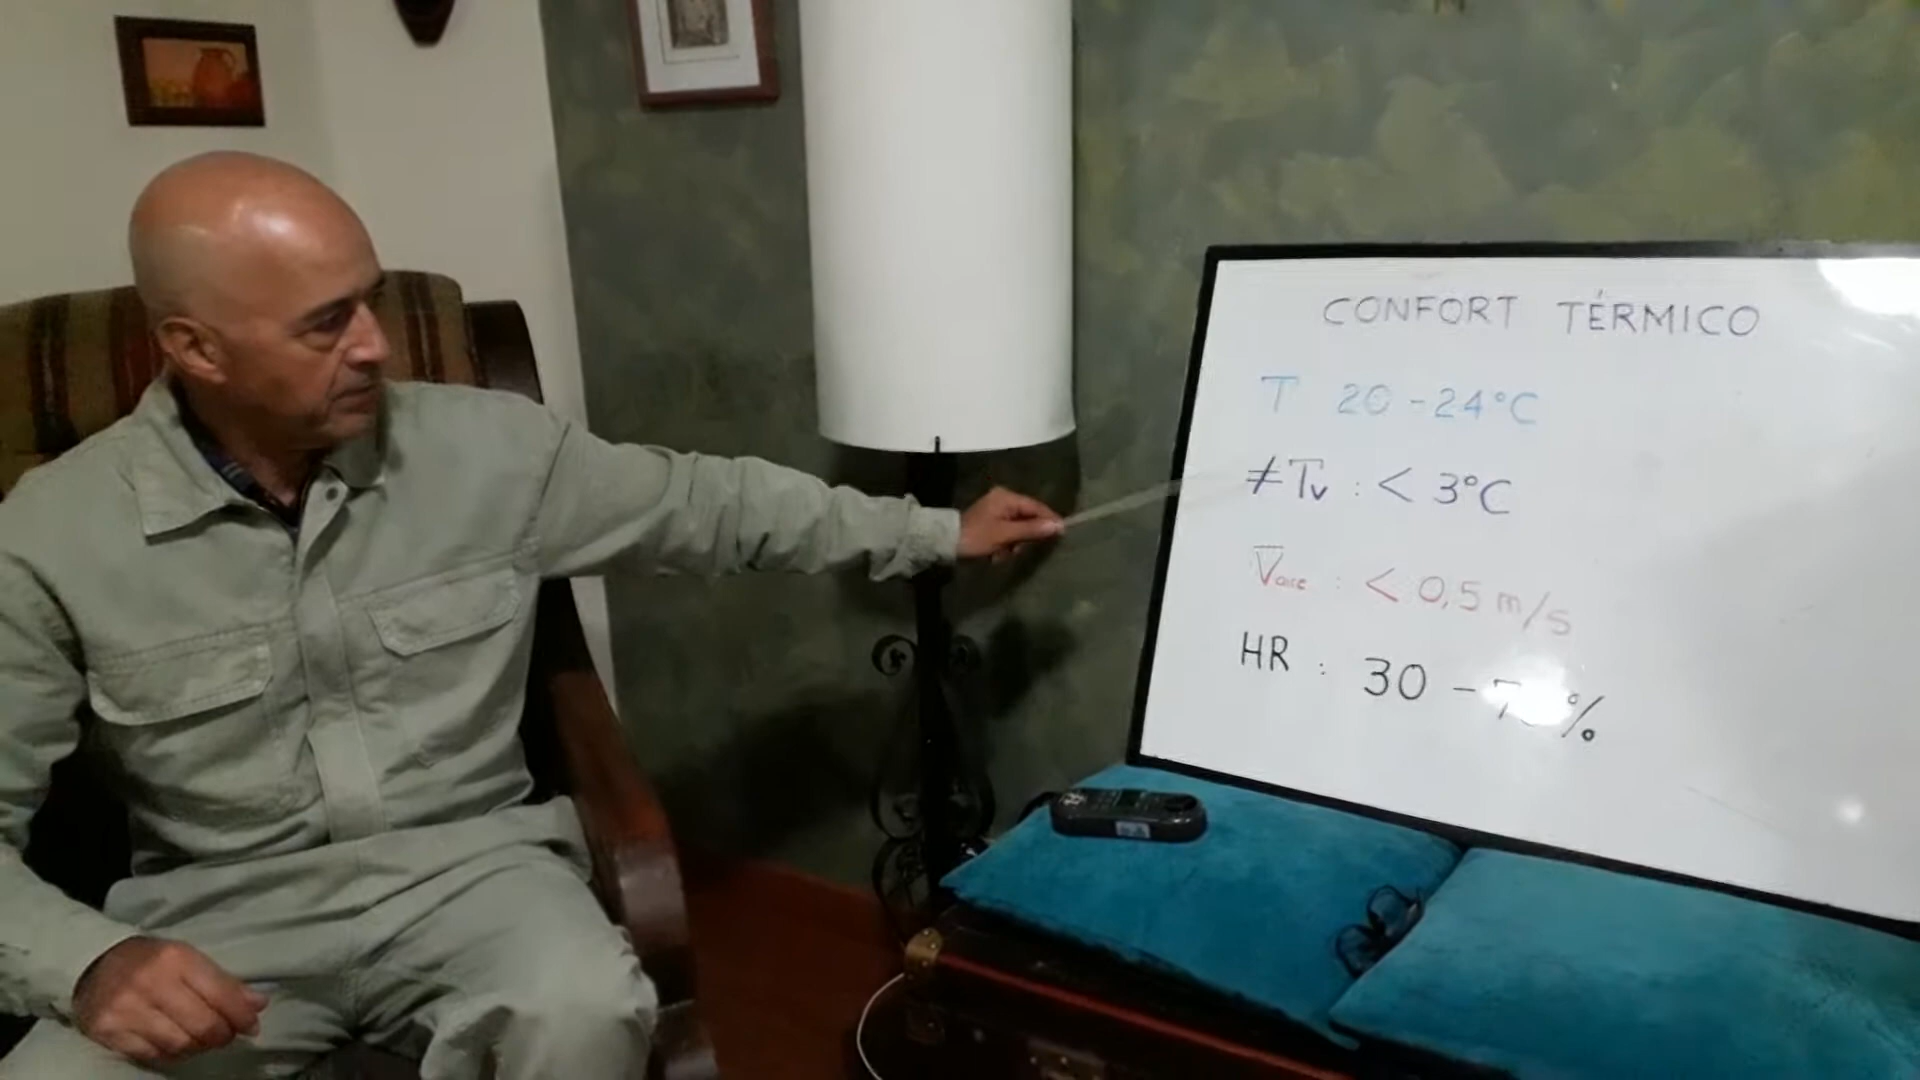 CONFORT TÉRMICO
T 20 - 24°C
≠Tv : < 3°C
Vaire : < 0,5 m/s
HR : 30 - %